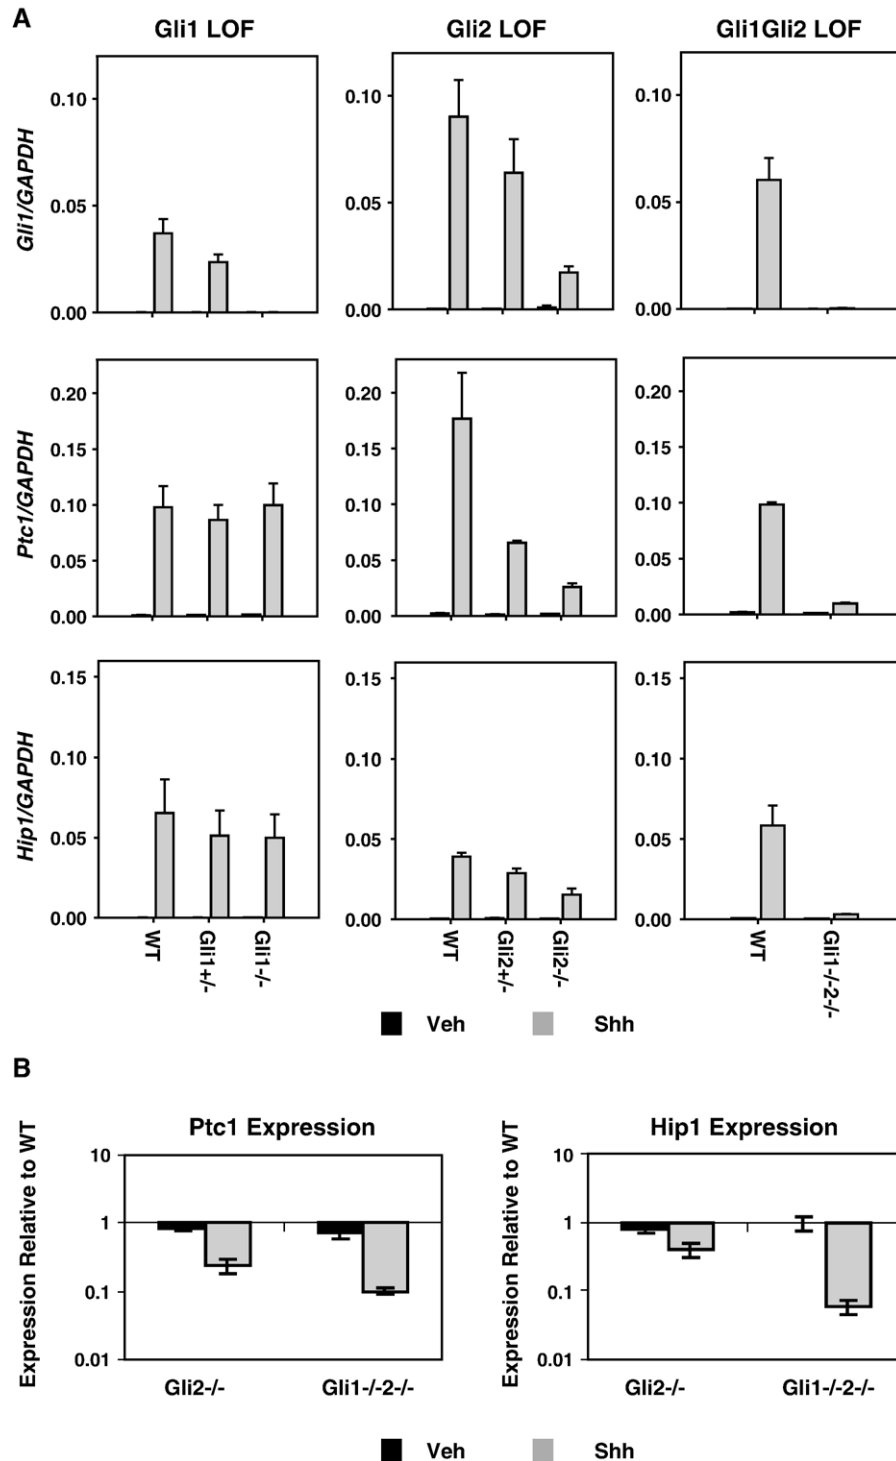 A
Gli1 LOF Gli2 LOF Gli1Gli2 LOF
Gli1/GAPDH
0.10 0.10 0.10
0.05 0.05 0.05
0.00 0.00 0.00
Ptc1/GAPDH
0.20 0.20 0.20
0.15 0.15 0.15
0.10 0.10 0.10
0.05 0.05 0.05
0.00 0.00 0.00
Hip1/GAPDH
0.15 0.15 0.15
0.10 0.10 0.10
0.05 0.05 0.05
0.00 0.00 0.00
WT Gli1+/- Gli1-/- WT Gli2+/- Gli2-/- WT Gli1-/-2-/-
Veh Shh
B
Ptc1 Expression Hip1 Expression
Expression Relative to WT Expression Relative to WT
10 10
1 1
0.1 0.1
0.01 0.01
Gli2-/- Gli1-/-2-/- Gli2-/- Gli1-/-2-/-
Veh Shh